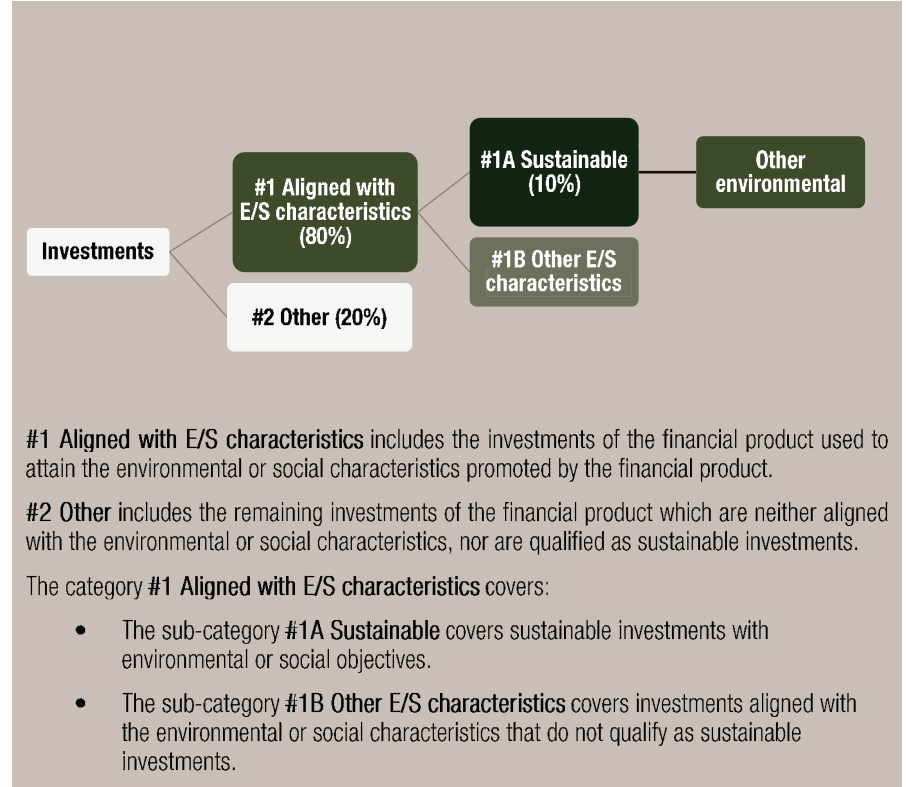 #1 Aligned with
E/S characteristics
(80%)
#1A Sustainable
(10%)
Other
environmental
Investments
#1B Other E/S
characteristics
#2 Other (20%)
#1 Aligned with E/S characteristics includes the investments of the financial product used to
attain the environmental or social characteristics promoted by the financial product.
#2 Other includes the remaining investments of the financial product which are neither aligned
with the environmental or social characteristics, nor are qualified as sustainable investments.
The category #1 Aligned with E/S characteristics covers:
• The sub-category #1A Sustainable covers sustainable investments with
environmental or social objectives.
• The sub-category #1B Other E/S characteristics covers investments aligned with
the environmental or social characteristics that do not qualify as sustainable
investments.